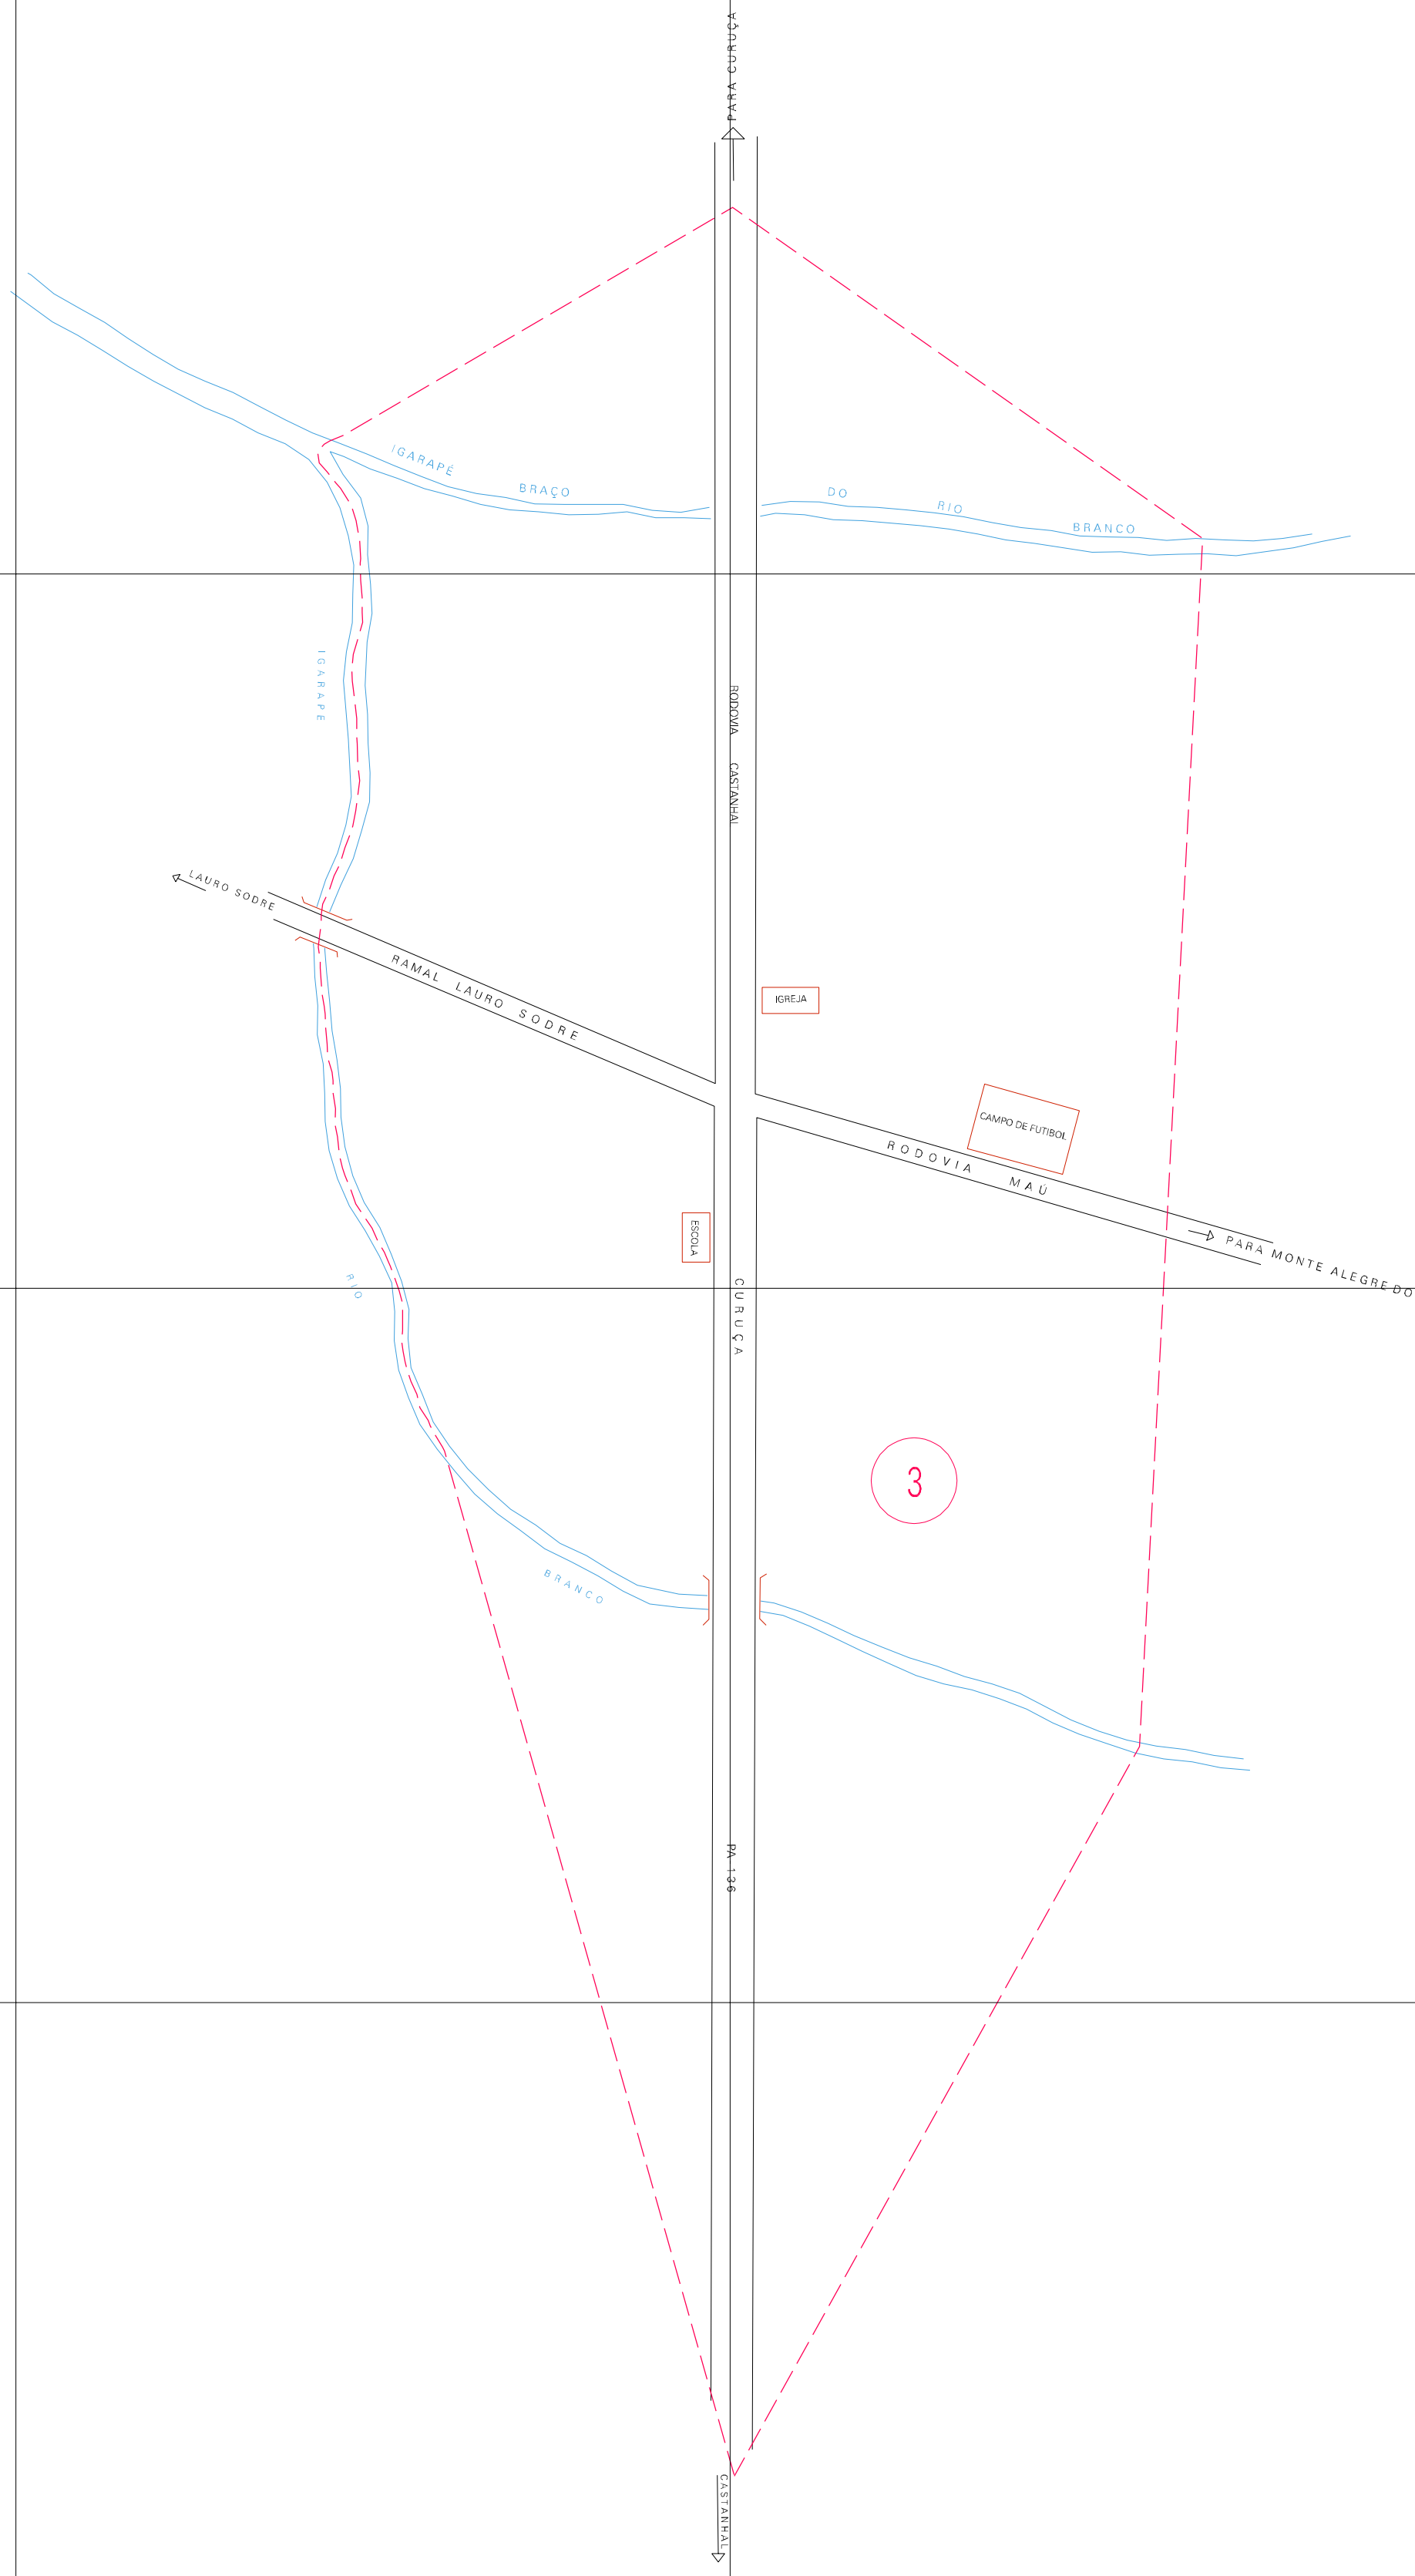 PARA CURUÇA
IGARAPÉ BRAÇO DO RIO BRANCO
IGARAPE
RODOVIA CASTANHAL
LAURO SODRE
RAMAL LAURO SODRE
IGREJA
CAMPO DE FUTIBOL
RODOVIA MAÚ
PARA MONTE ALEGRE DO
ESCOLA
RIO
CURUÇA
3
BRANCO
PA 136
CASTANHAL